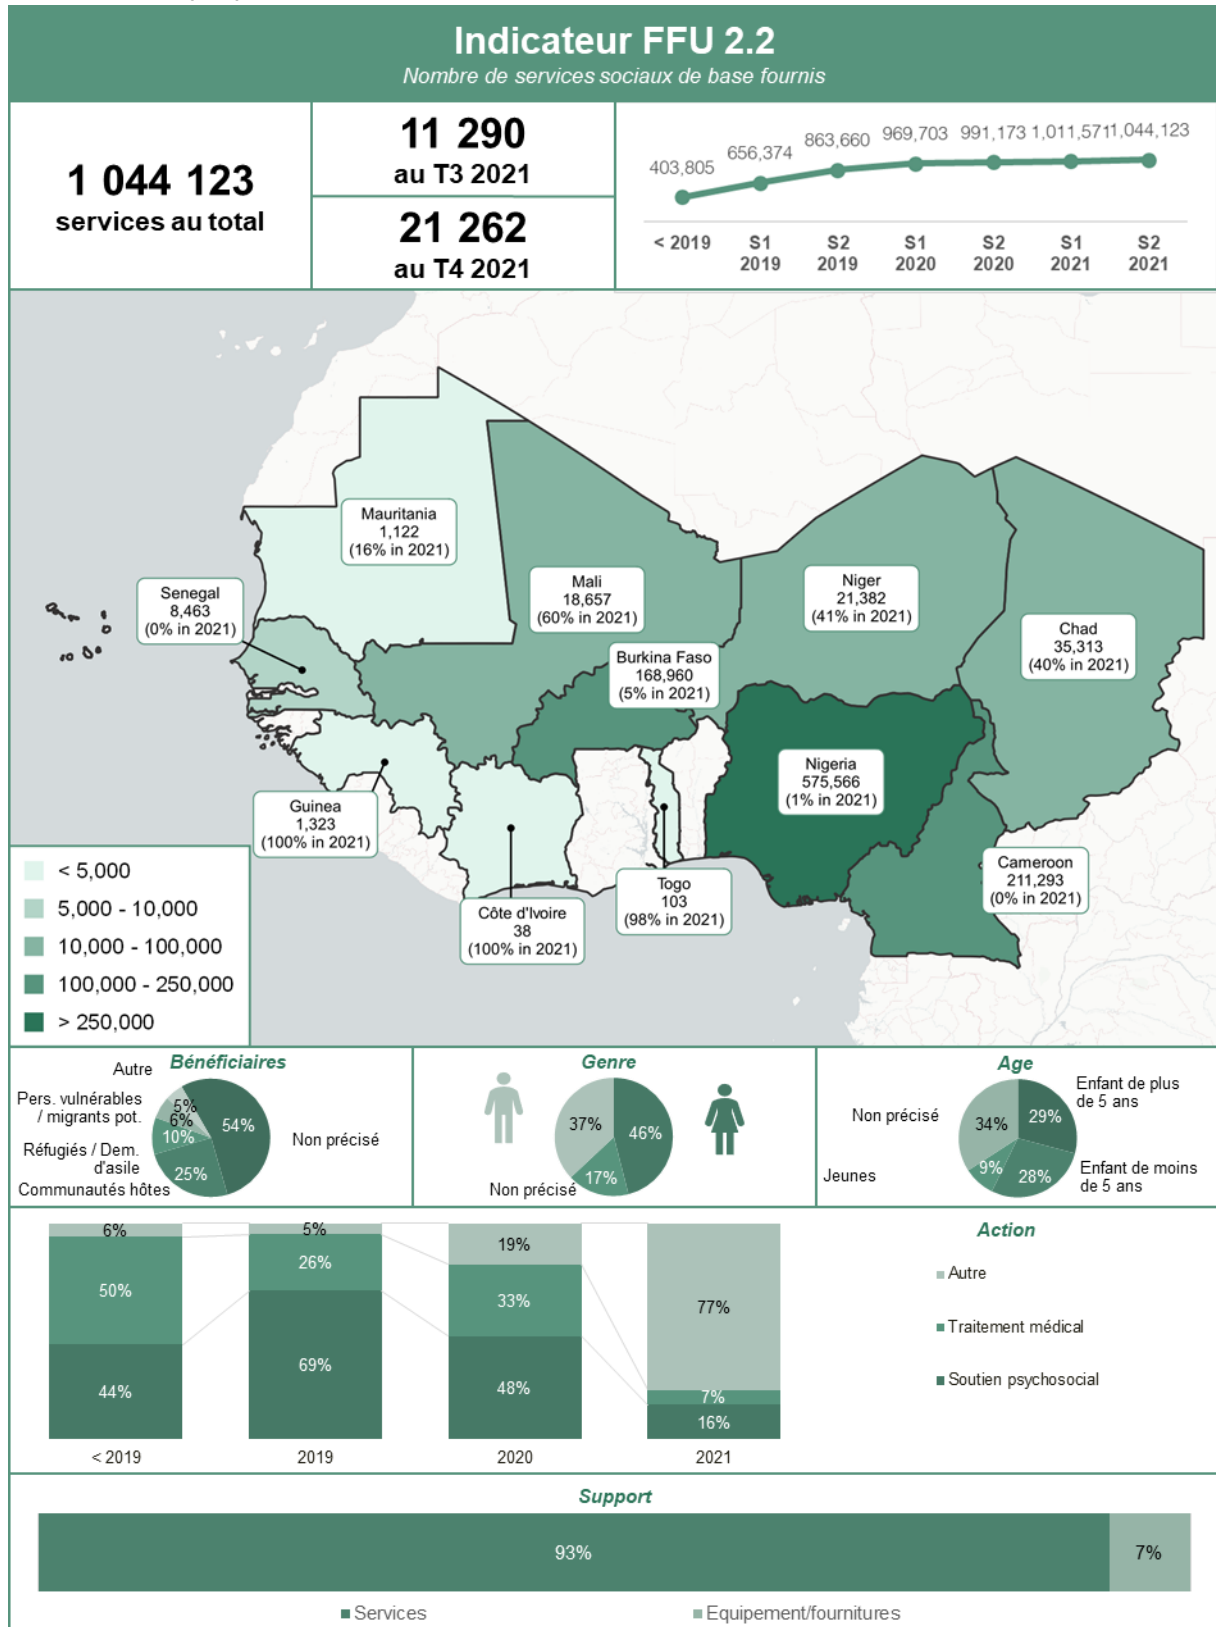 Indicateur FFU 2.2
Nombre de services sociaux de base fournis
1 044 123
services au total
11 290
au T3 2021
21 262
au T4 2021
403,805
656,374
863,660
969,703
991,173
1,011,571
1,044,123
< 2019
S1
2019
S2
2019
S1
2020
S2
2020
S1
2021
S2
2021
Mauritania
1,122
(16% in 2021)
Senegal
8,463
(0% in 2021)
Mali
18,657
(60% in 2021)
Niger
21,382
(41% in 2021)
Chad
35,313
(40% in 2021)
Burkina Faso
168,960
(5% in 2021)
Nigeria
575,566
(1% in 2021)
Guinea
1,323
(100% in 2021)
Togo
103
(98% in 2021)
Cameroon
211,293
(0% in 2021)
Côte d'Ivoire
38
(100% in 2021)
< 5,000
5,000 - 10,000
10,000 - 100,000
100,000 - 250,000
> 250,000
Bénéficiaires
Autre
Pers. vulnérables
/ migrants pot.
Réfugiés / Dem.
d'asile
Communautés hôtes
Non précisé
5%
6%
10%
25%
54%
Genre
37%
46%
17%
Non précisé
Age
Non précisé
Jeunes
Enfant de plus
de 5 ans
Enfant de moins
de 5 ans
34%
29%
9%
28%
6%
50%
44%
< 2019
5%
26%
69%
2019
19%
33%
48%
2020
77%
7%
16%
2021
Action
Autre
Traitement médical
Soutien psychosocial
Support
93%
7%
Services
Equipement/fournitures